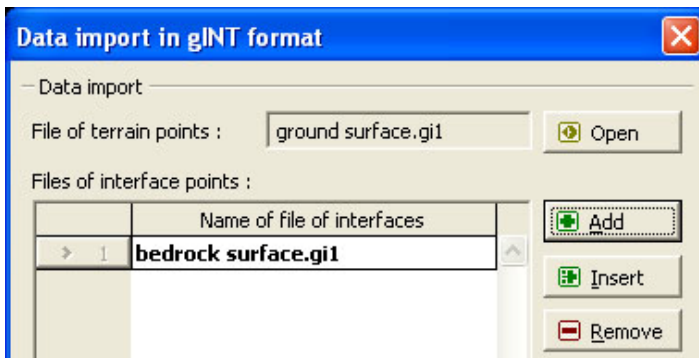 Data import in gINT format
Data import
File of terrain points : ground surface.gi1 Open
Files of interface points :
Name of file of interfaces Add
1 bedrock surface.gi1
Insert
Remove